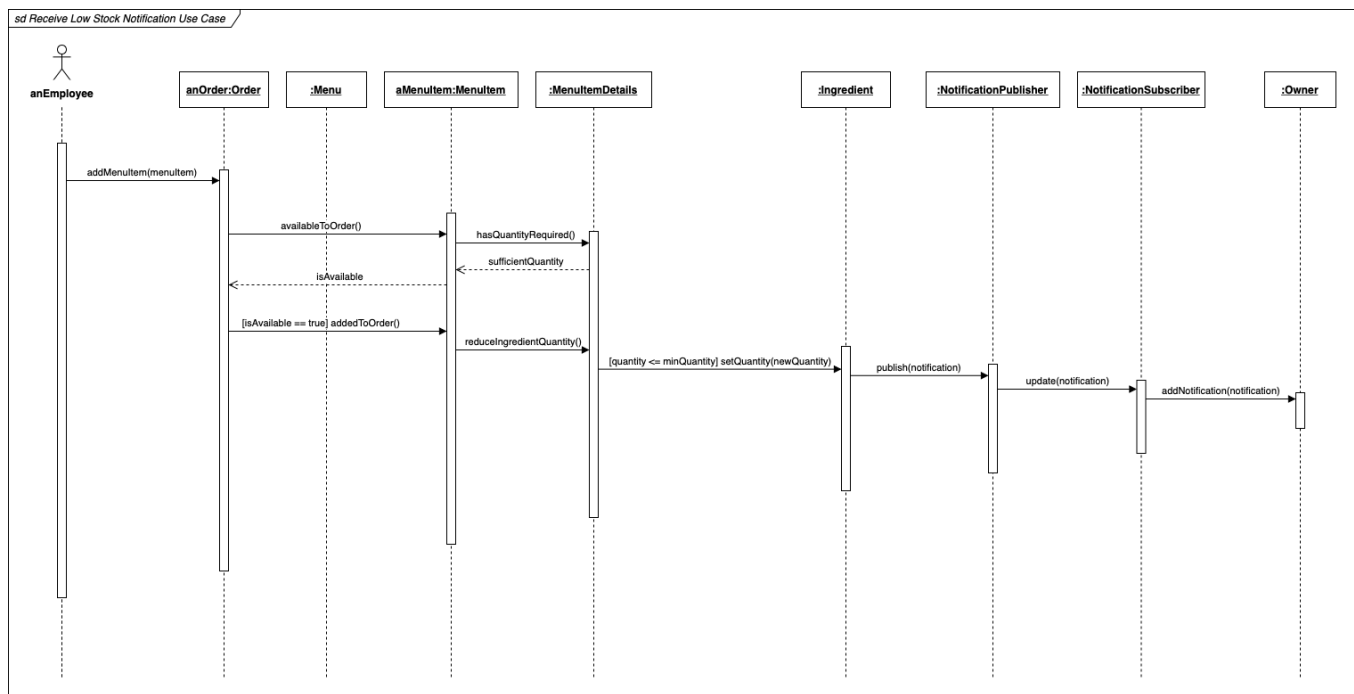 sd Receive Low Stock Notification Use Case
anEmployee
anOrder:Order
:Menu
aMenuItem:MenuItem
:MenuItemDetails
:Ingredient
:NotificationPublisher
:NotificationSubscriber
:Owner
addMenuItem(menuItem)
availableToOrder()
hasQuantityRequired()
sufficientQuantity
isAvailable
[isAvailable == true] addedToOrder()
reduceIngredientQuantity()
[quantity <= minQuantity] setQuantity(newQuantity)
publish(notification)
update(notification)
addNotification(notification)